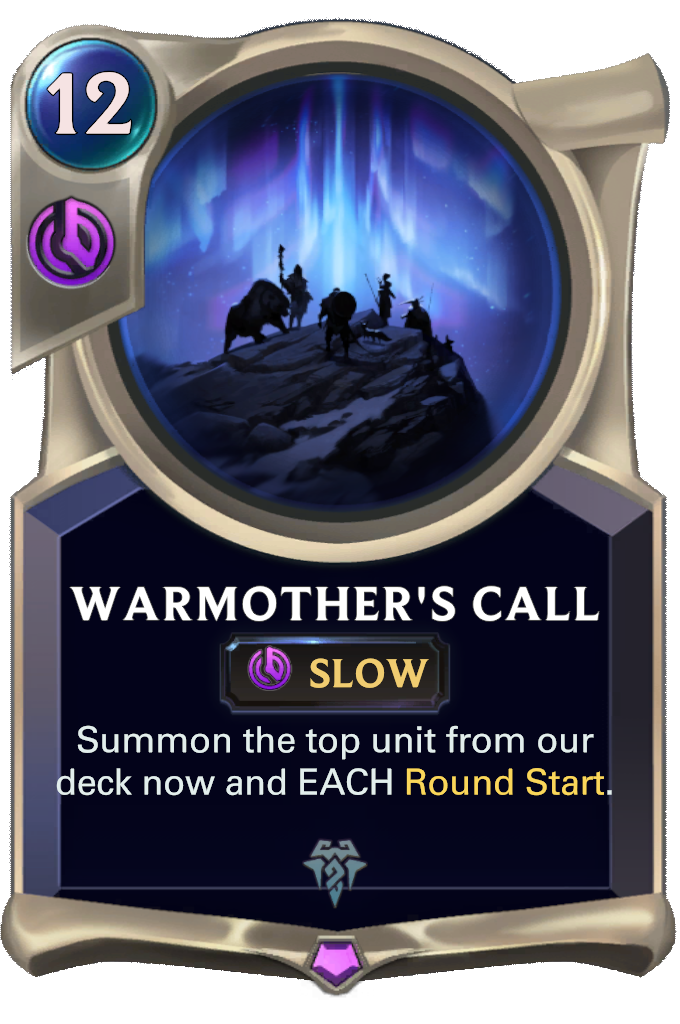 12
WARMOTHER'S CALL
SLOW
Summon the top unit from our
deck now and EACH Round Start.